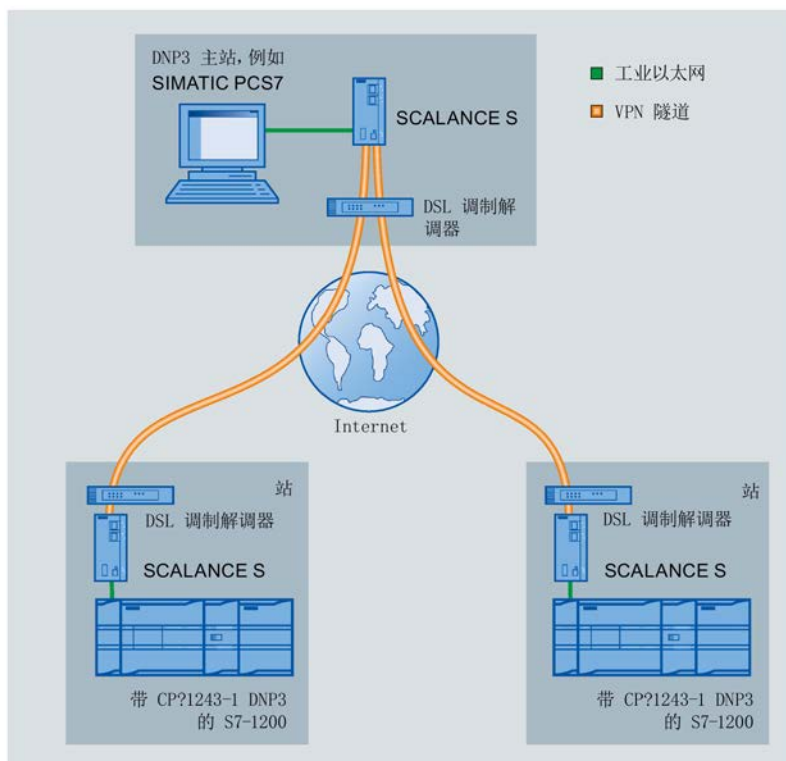 DNP3 主站,例如
SIMATIC PCS7
SCALANCE S
工业以太网
VPN 隧道
DSL 调制解
调器
Internet
站
DSL 调制解调器
SCALANCE S
带 CP?1243-1 DNP3
的 S7-1200
站
DSL 调制解调器
SCALANCE S
带 CP?1243-1 DNP3
的 S7-1200